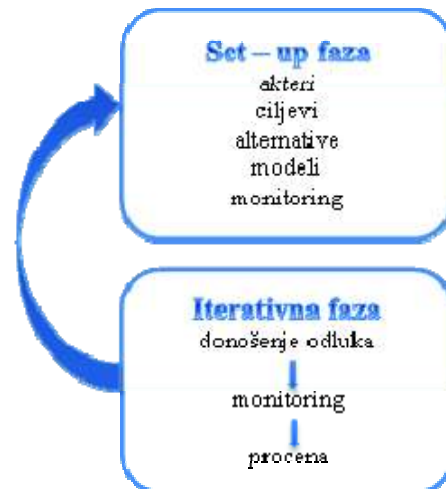 Set – up faza
akteri
ciljevi
alternative
modeli
monitoring
Iterativna faza
donošenje odluka
monitoring
procena